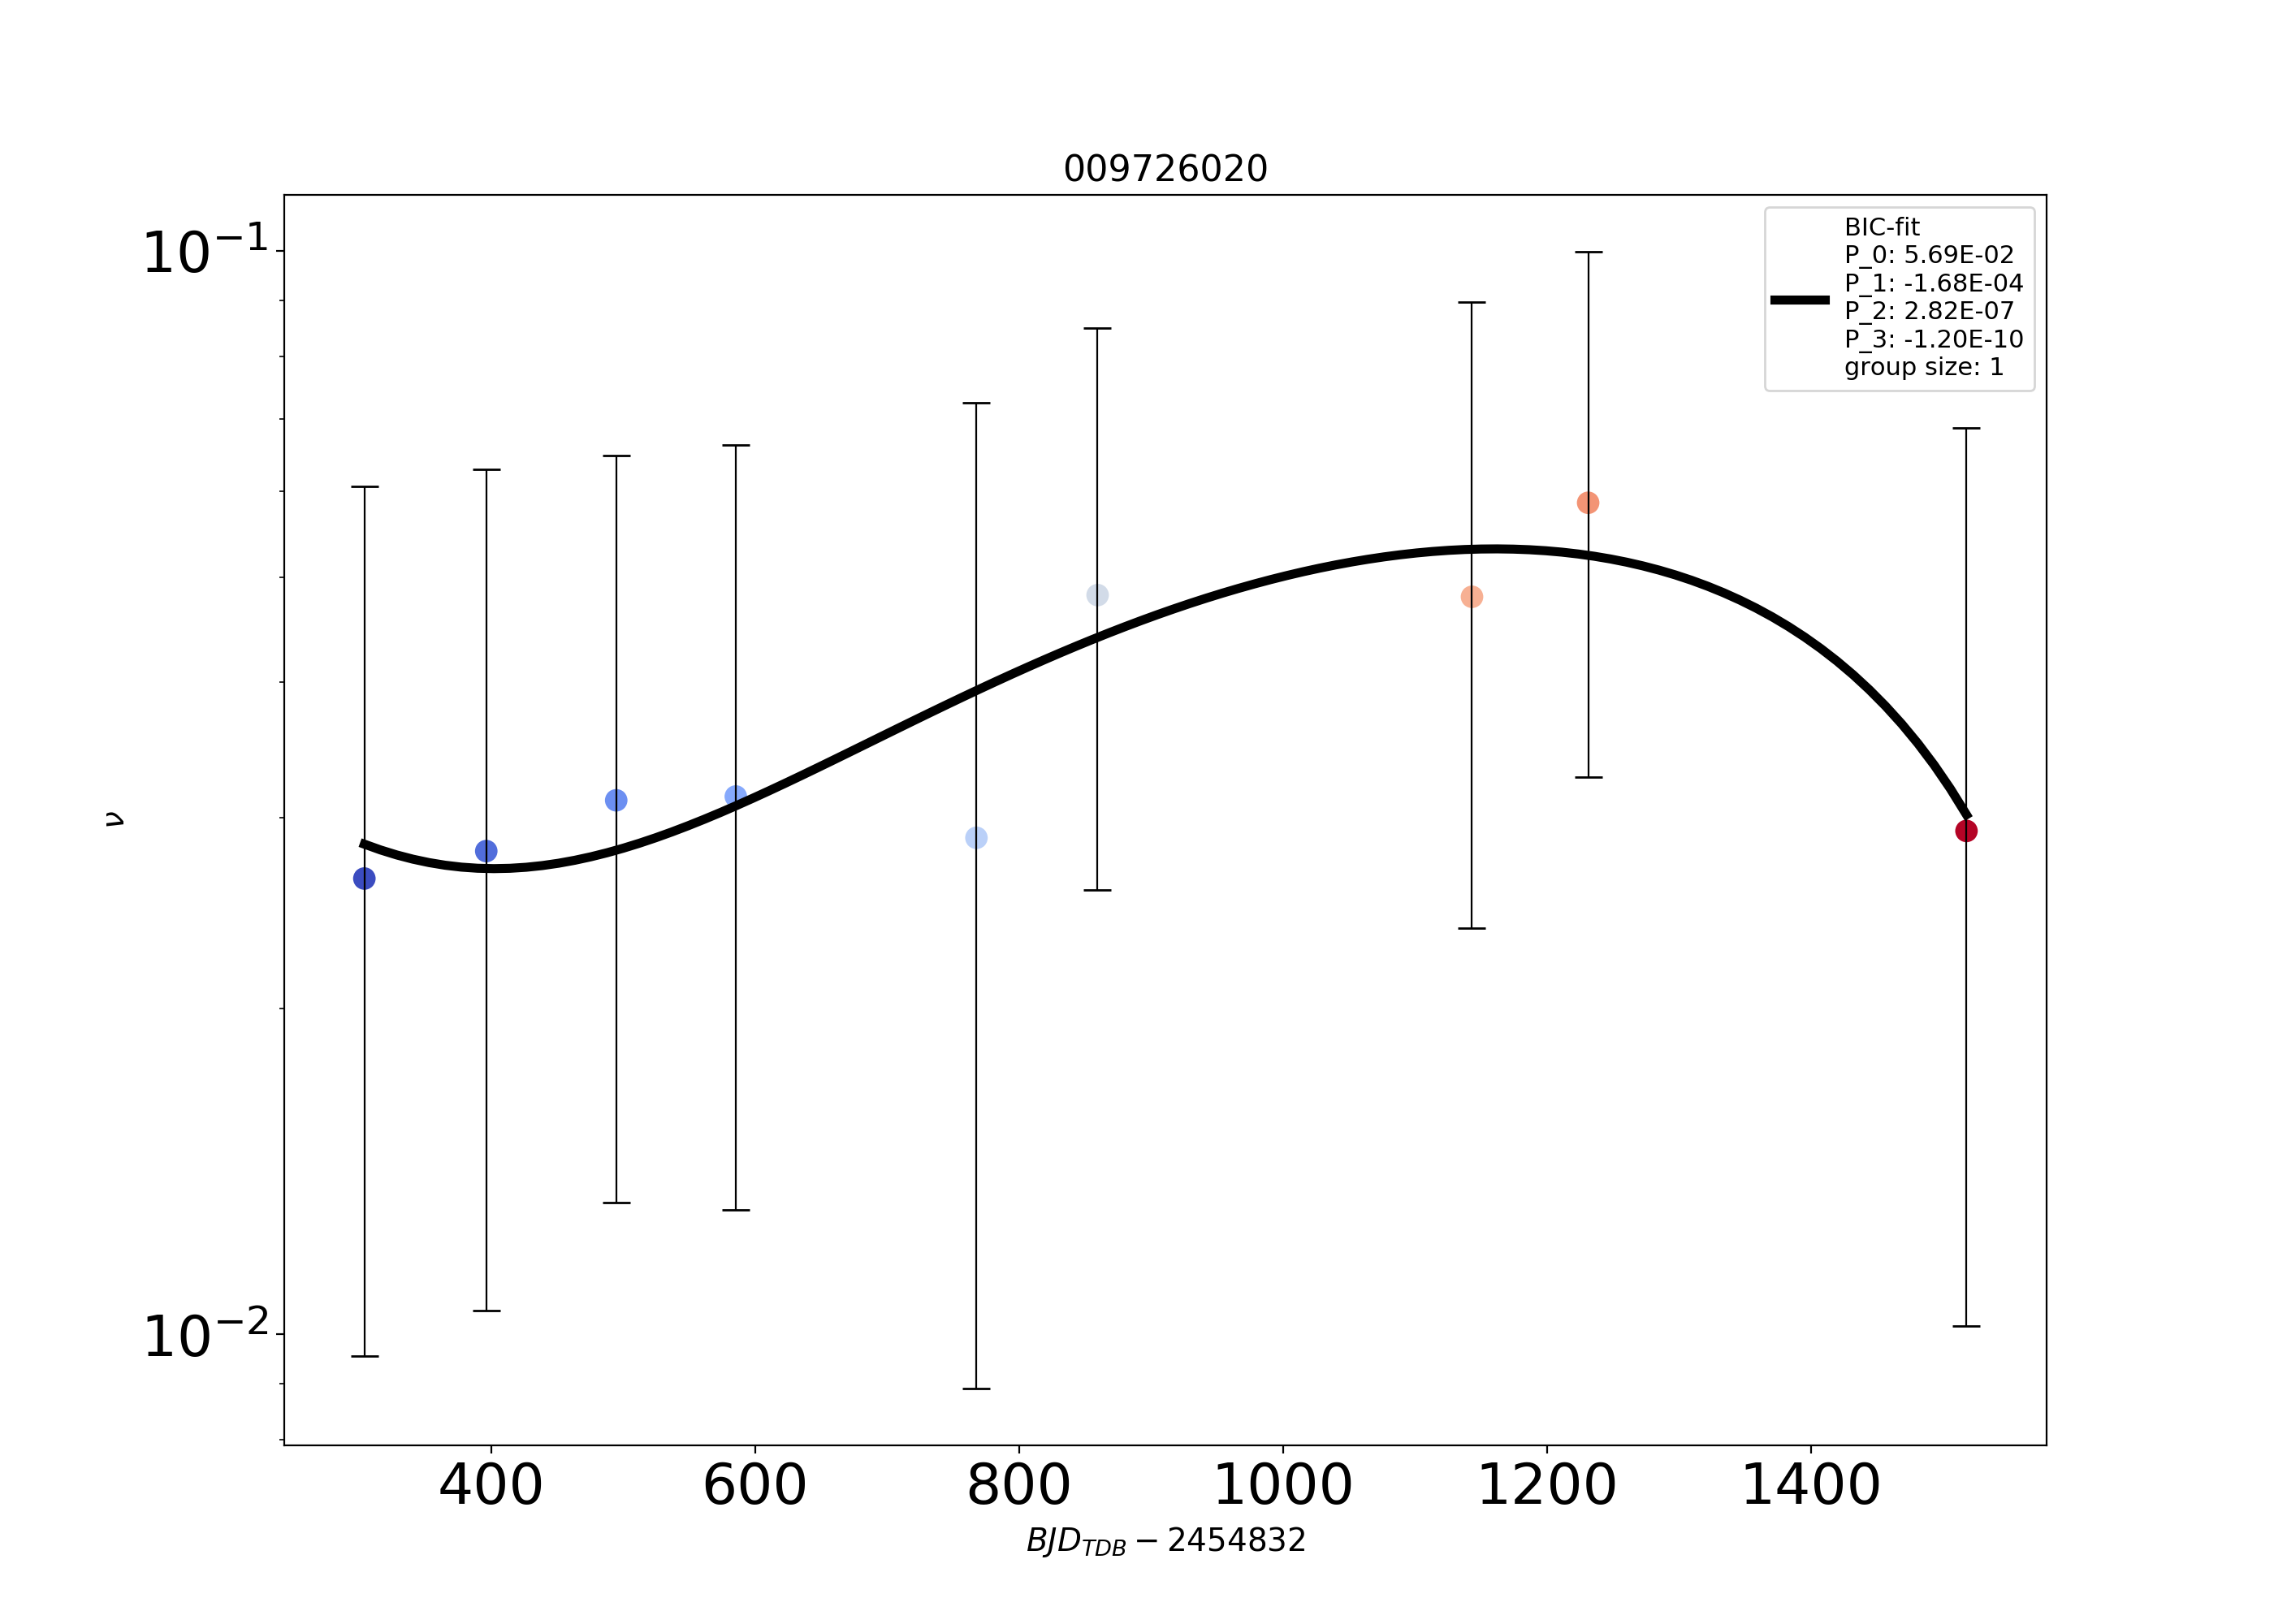 009726020
10⁻¹
10⁻²
ν
BIC-fit
P_0: 5.69E-02
P_1: -1.68E-04
P_2: 2.82E-07
P_3: -1.20E-10
group size: 1
400 600 800 1000 1200 1400
BJD_TDB − 2454832